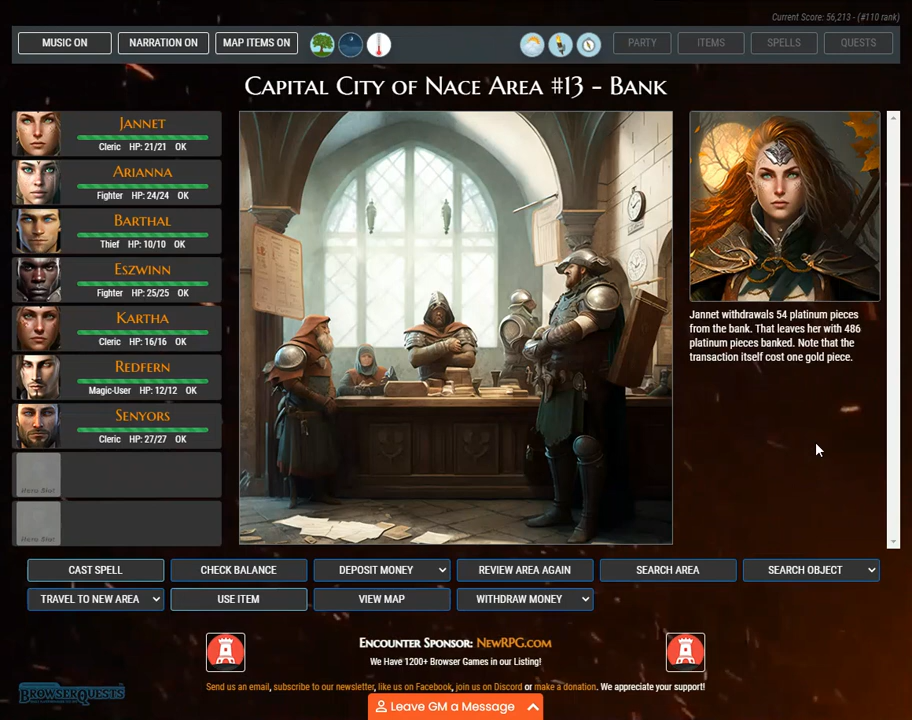 Current Score: 56,213 - (#110 rank)
MUSIC ON
NARRATION ON
MAP ITEMS ON
PARTY
ITEMS
SPELLS
QUESTS
Capital City of Nace Area #13 - Bank
Jannet
Cleric HP: 21/21 OK
Arianna
Fighter HP: 24/24 OK
Barthal
Thief HP: 10/10 OK
Eszwinn
Fighter HP: 25/25 OK
Kartha
Cleric HP: 16/16 OK
Redfern
Magic-User HP: 12/12 OK
Senyors
Cleric HP: 27/27 OK
Hero Slot
Hero Slot
Jannet withdrawals 54 platinum pieces
from the bank. That leaves her with 486
platinum pieces banked. Note that the
transaction itself cost one gold piece.
CAST SPELL
CHECK BALANCE
DEPOSIT MONEY
REVIEW AREA AGAIN
SEARCH AREA
SEARCH OBJECT
TRAVEL TO NEW AREA
USE ITEM
VIEW MAP
WITHDRAW MONEY
Encounter Sponsor: NewRPG.com
We Have 1200+ Browser Games in our Listing!
Send us an email, subscribe to our newsletter, like us on Facebook, join us on Discord or make a donation. We appreciate your support!
BrowserQuests
Leave GM a Message